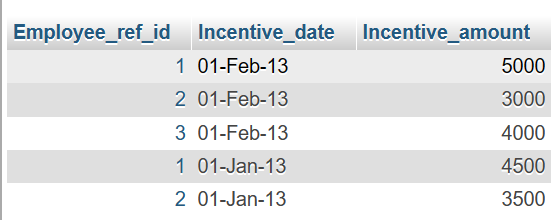 Employee_ref_id Incentive_date Incentive_amount
1 01-Feb-13 5000
2 01-Feb-13 3000
3 01-Feb-13 4000
1 01-Jan-13 4500
2 01-Jan-13 3500